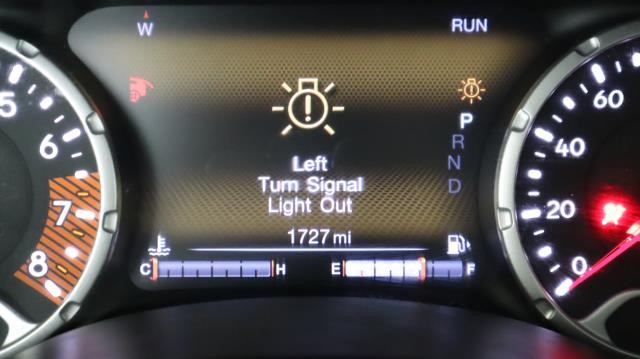 W
RUN
5
6
7
8
Left
Turn Signal
Light Out
1727 mi
C H
E F
P
R
N
D
60
40
20
0